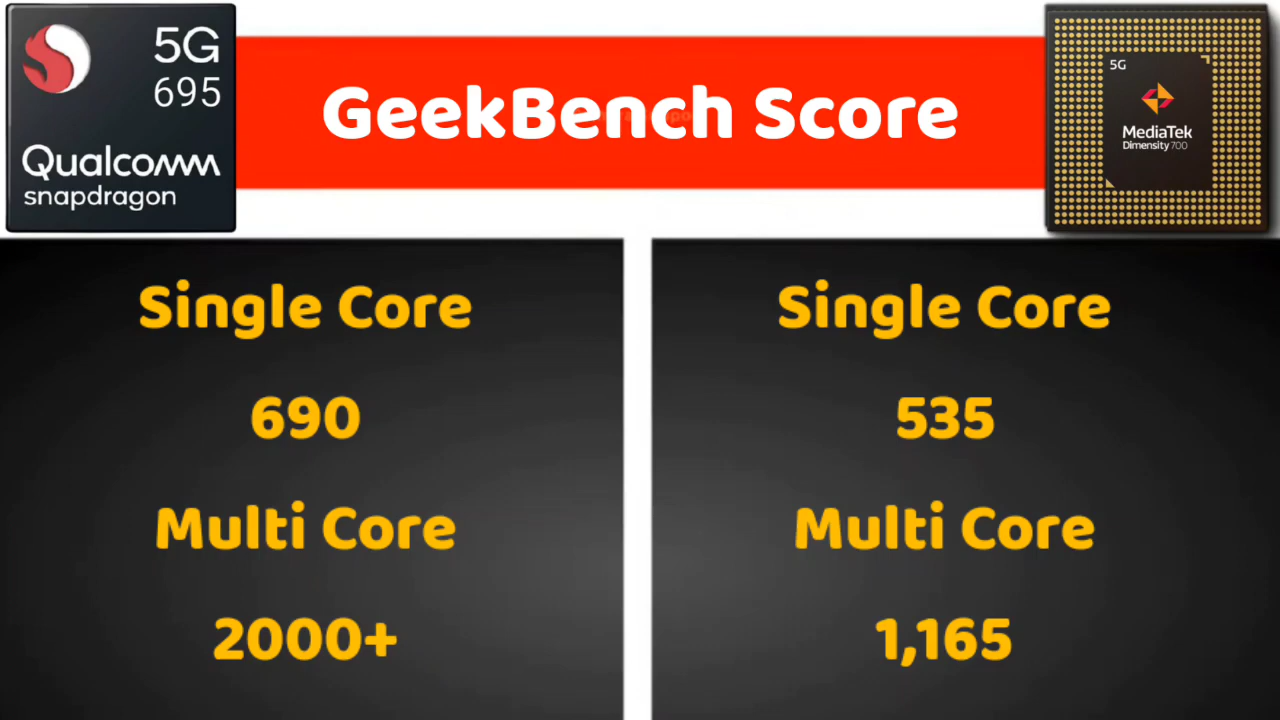 5G
695
Qualcomm
snapdragon
GeekBench Score
5G
MediaTek
Dimensity 700
Single Core
690
Multi Core
2000+
Single Core
535
Multi Core
1,165